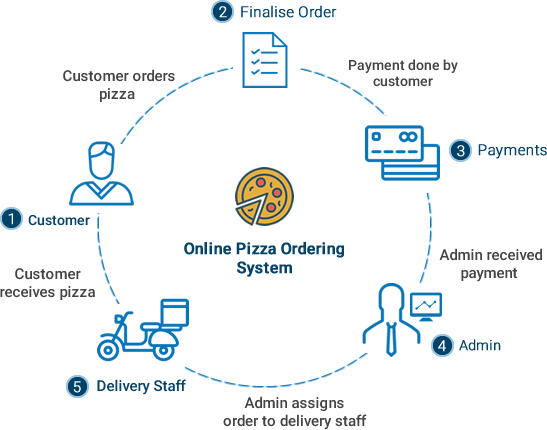 2 Finalise Order
Customer orders
pizza
Payment done by
customer
3 Payments
1 Customer
Online Pizza Ordering
System
Admin received
payment
Customer
receives pizza
4 Admin
5 Delivery Staff
Admin assigns
order to delivery staff